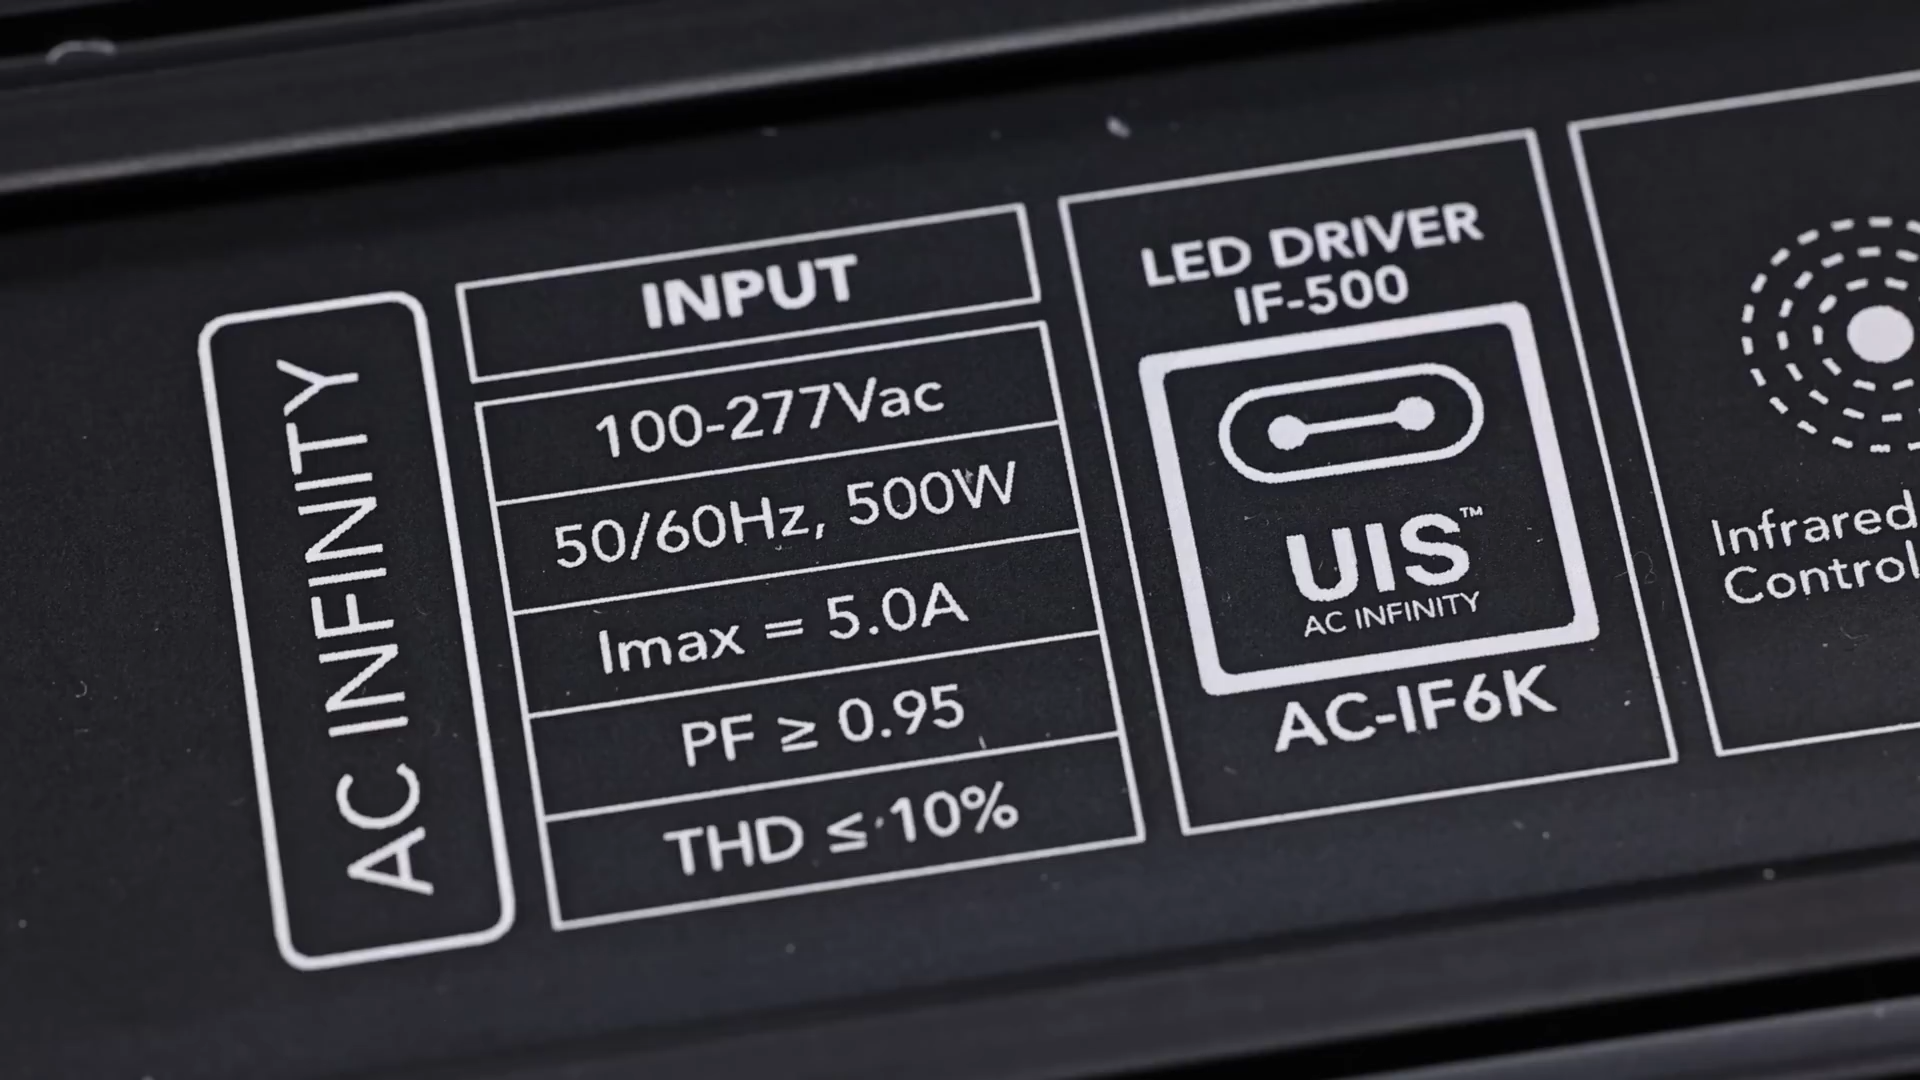 AC INFINITY
INPUT
100-277Vac
50/60Hz, 500W
Imax = 5.0A
PF ≥ 0.95
THD ≤ 10%
LED DRIVER
IF-500
UIS™
AC INFINITY
AC-IF6K
Infrared
Control